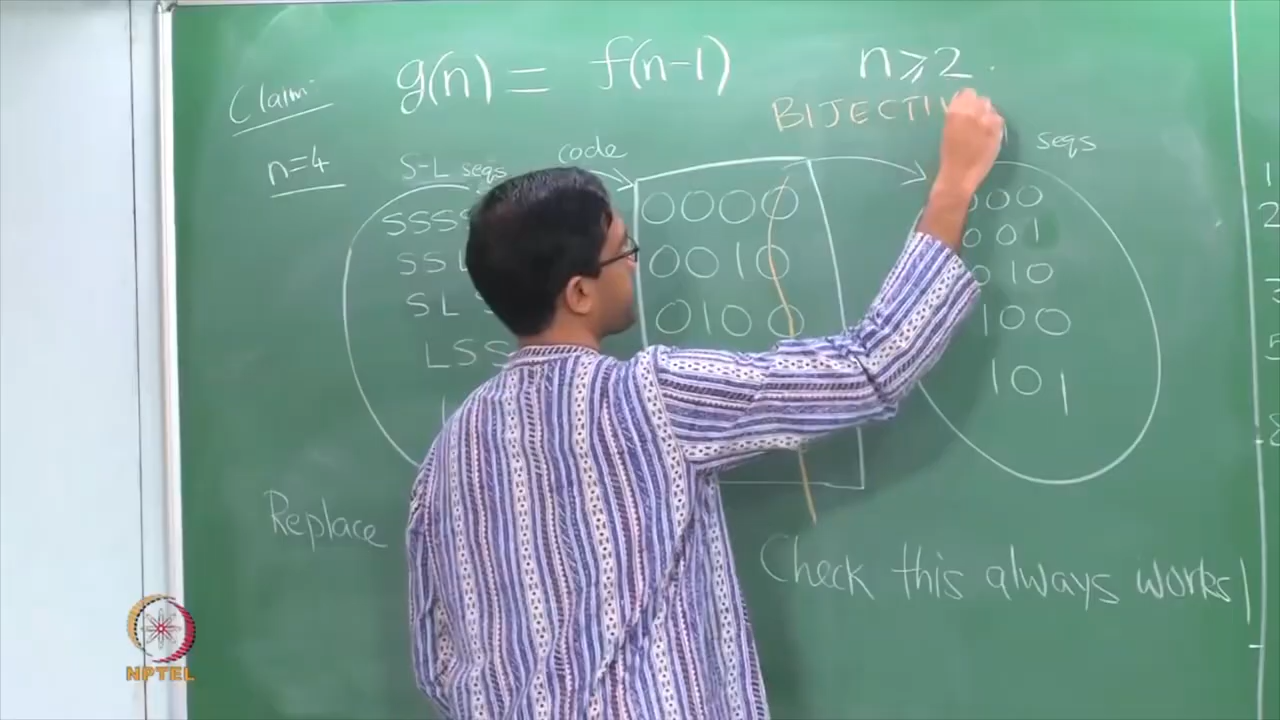 Claim: g(n) = f(n-1) n ≥ 2.
BIJECTIV
n=4 S-L seqs code seqs
SSSS 0000 000
SSL 0010 001
SL 0100 010
LSS 100
101
Replace
Check this always works!
NPTEL